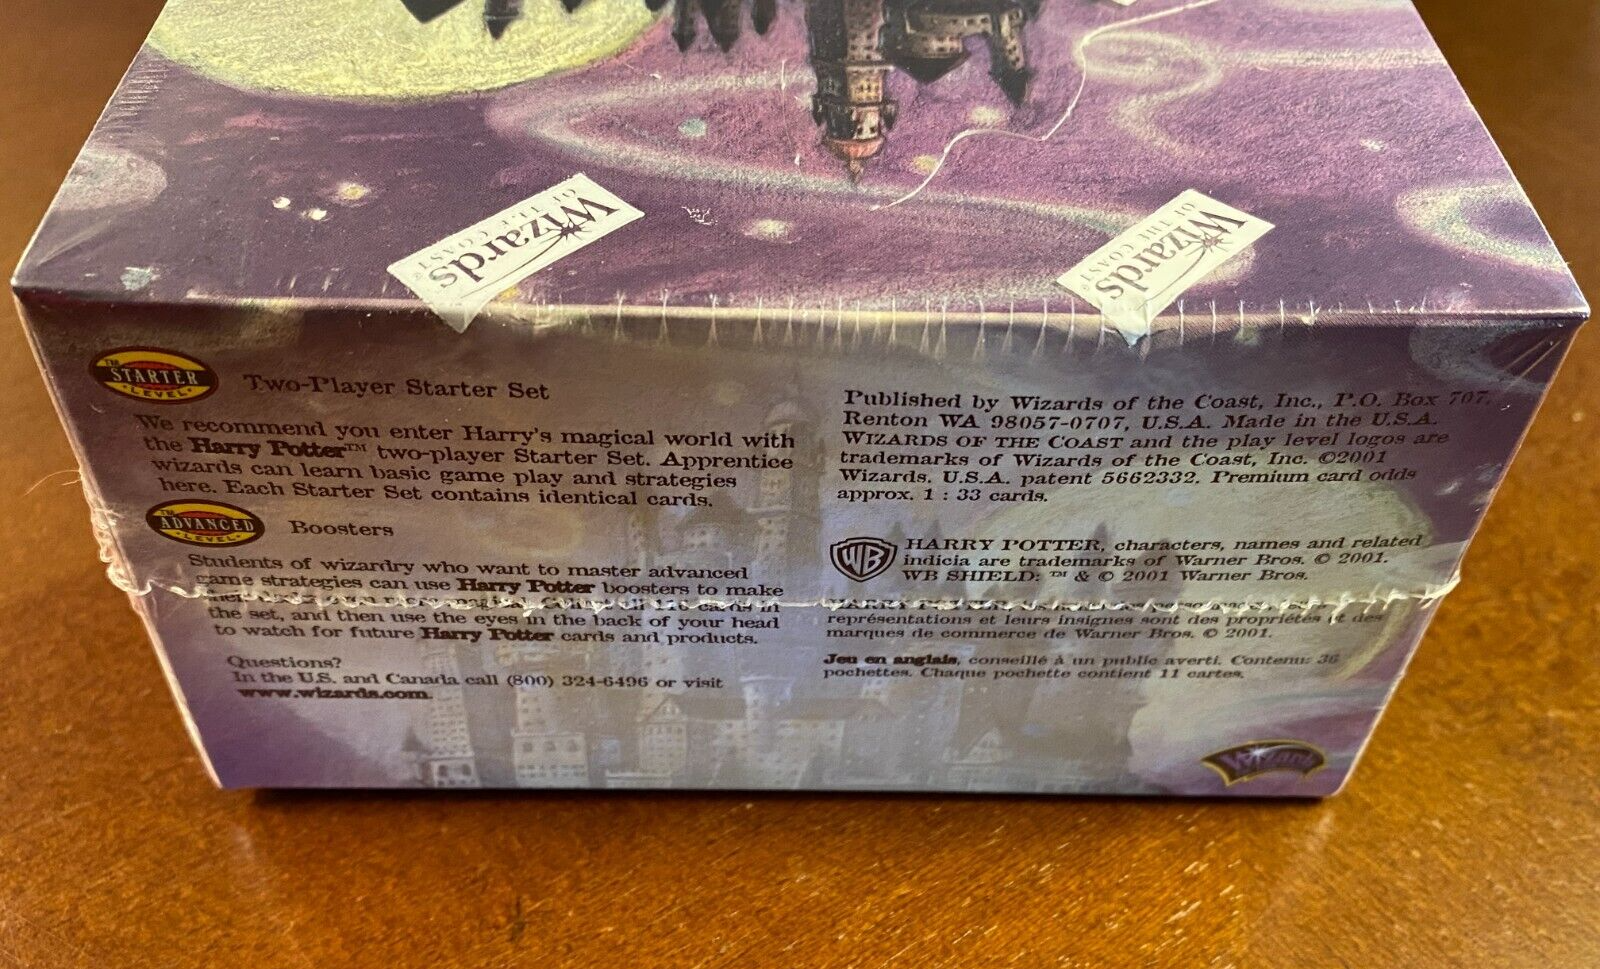 Wizards
OF THE COAST®
Wizards
OF THE COAST®
THE
STARTER
LEVEL
Two-Player Starter Set
We recommend you enter Harry's magical world with
the Harry Potter™ two-player Starter Set. Apprentice
wizards can learn basic game play and strategies
here. Each Starter Set contains identical cards.
THE
ADVANCED
LEVEL
Boosters
Students of wizardry who want to master advanced
game strategies can use Harry Potter boosters to make
more magical. 116 cards in
the set, and then use the eyes in the back of your head
to watch for future Harry Potter cards and products.
Questions?
In the U.S. and Canada call (800) 324-6496 or visit
www.wizards.com.
Published by Wizards of the Coast, Inc., P.O. Box 707,
Renton WA 98057-0707, U.S.A. Made in the U.S.A.
WIZARDS OF THE COAST and the play level logos are
trademarks of Wizards of the Coast, Inc. ©2001
Wizards. U.S.A. patent 5662332. Premium card odds
approx. 1 : 33 cards.
WB
HARRY POTTER, characters, names and related
indicia are trademarks of Warner Bros. © 2001.
WB SHIELD: ™ & © 2001 Warner Bros.
HARRY POTTER,
représentations et leurs insignes sont des propriétés et des
marques de commerce de Warner Bros. © 2001.
Jeu en anglais, conseillé à un public averti. Contenu: 36
pochettes. Chaque pochette contient 11 cartes.
Wizards